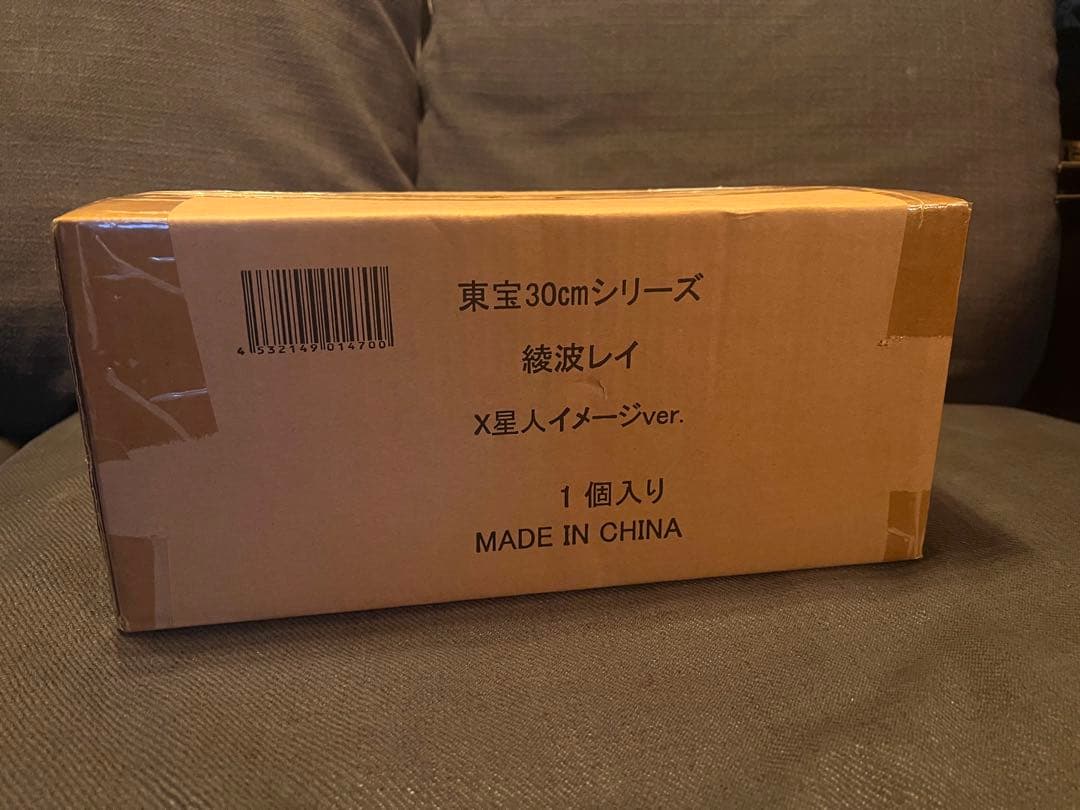 4532149014700
東宝30cmシリーズ
綾波レイ
X星人イメージver.
1個入り
MADE IN CHINA